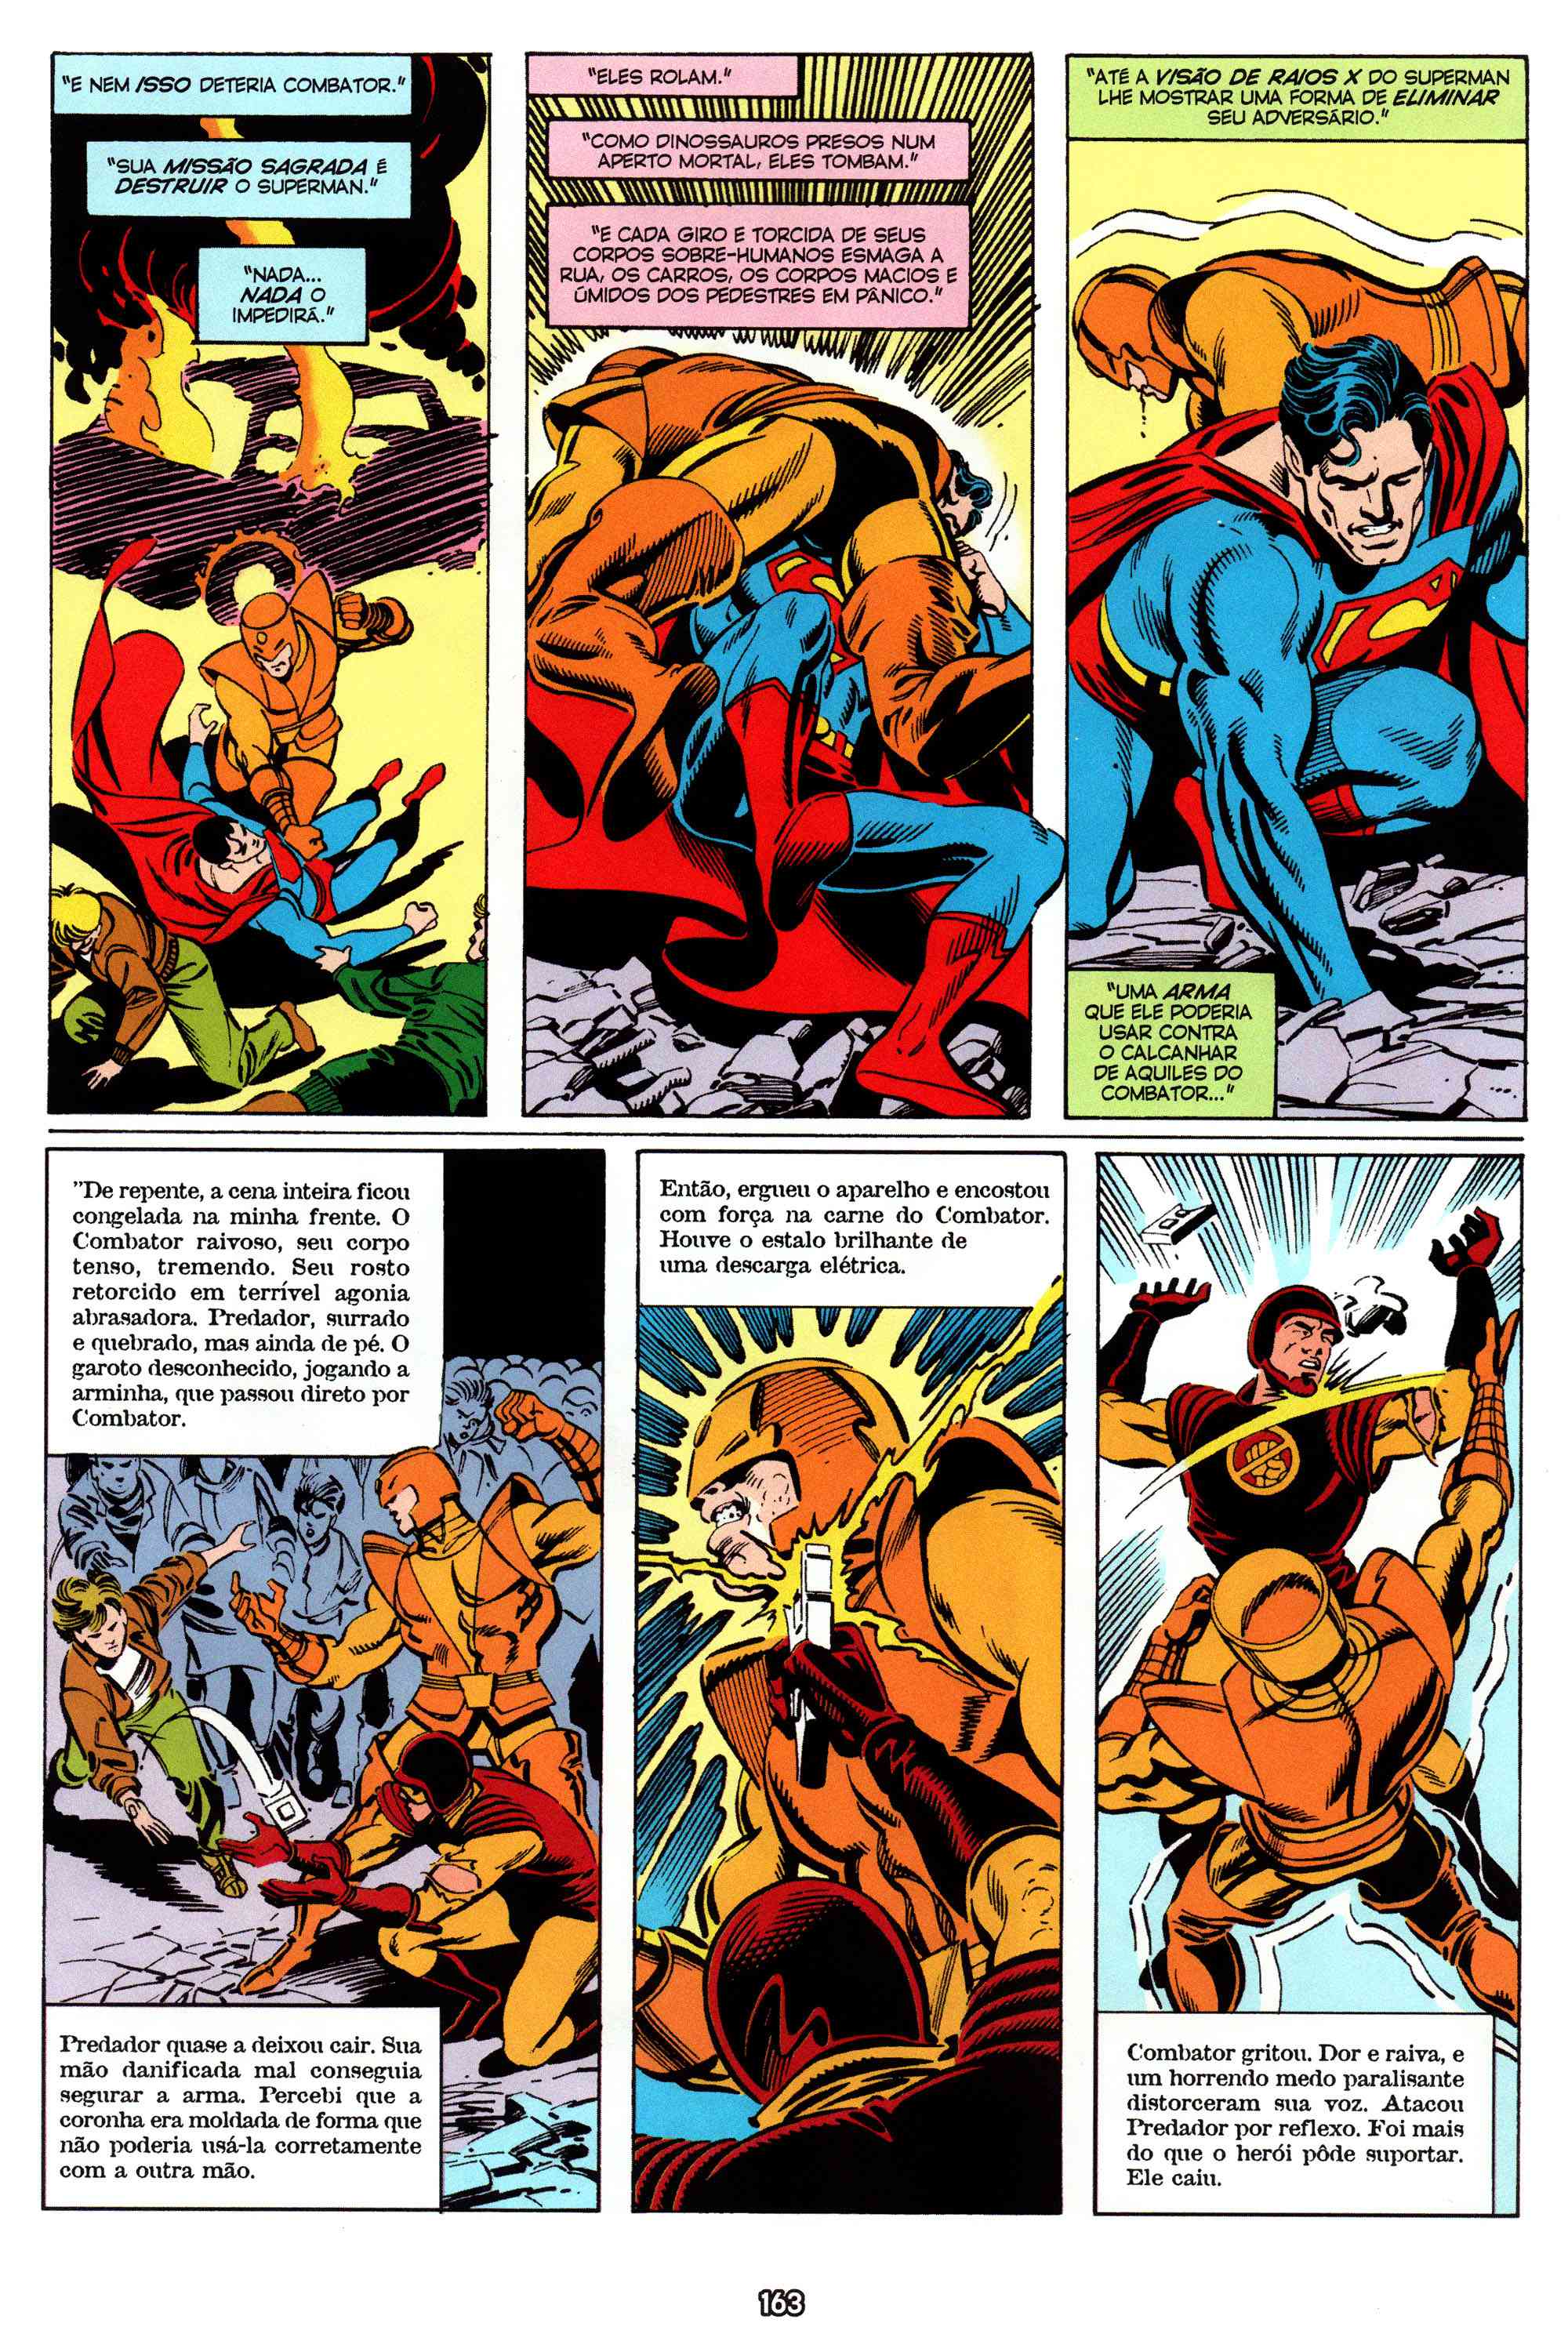 "E NEM ISSO DETERIA COMBATOR."
"SUA MISSÃO SAGRADA É
DESTRUIR O SUPERMAN."
"NADA...
NADA O
IMPEDIRÁ."
"ELES ROLAM."
"COMO DINOSSAUROS PRESOS NUM
APERTO MORTAL, ELES TOMBAM."
"E CADA GIRO E TORCIDA DE SEUS
CORPOS SOBRE-HUMANOS ESMAGA A
RUA, OS CARROS, OS CORPOS MACIOS E
ÚMIDOS DOS PEDESTRES EM PÂNICO."
"ATÉ A VISÃO DE RAIOS X DO SUPERMAN
LHE MOSTRAR UMA FORMA DE ELIMINAR
SEU ADVERSÁRIO."
"UMA ARMA
QUE ELE PODERIA
USAR CONTRA
O CALCANHAR
DE AQUILES DO
COMBATOR..."
"De repente, a cena inteira ficou
congelada na minha frente. O
Combator raivoso, seu corpo
tenso, tremendo. Seu rosto
retorcido em terrível agonia
abrasadora. Predador, surrado
e quebrado, mas ainda de pé. O
garoto desconhecido, jogando a
arminha, que passou direto por
Combator.
Predador quase a deixou cair. Sua
mão danificada mal conseguia
segurar a arma. Percebi que a
coronha era moldada de forma que
não poderia usá-la corretamente
com a outra mão.
Então, ergueu o aparelho e encostou
com força na carne do Combator.
Houve o estalo brilhante de
uma descarga elétrica.
Combator gritou. Dor e raiva, e
um horrendo medo paralisante
distorceram sua voz. Atacou
Predador por reflexo. Foi mais
do que o herói pôde suportar.
Ele caiu.
163